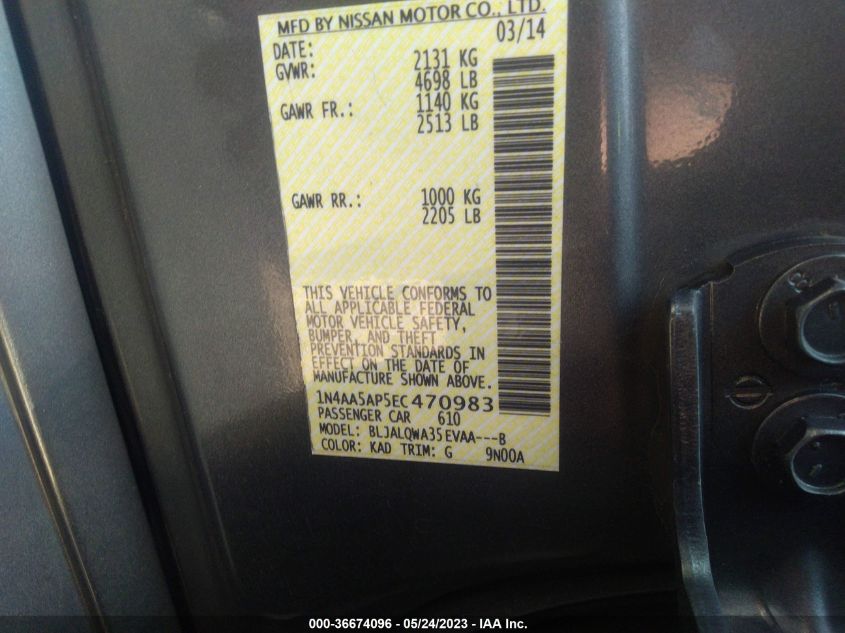 MFD BY NISSAN MOTOR CO., LTD.
DATE: 03/14
GVWR: 2131 KG
4698 LB
GAWR FR.: 1140 KG
2513 LB
GAWR RR.: 1000 KG
2205 LB
THIS VEHICLE CONFORMS TO
ALL APPLICABLE FEDERAL
MOTOR VEHICLE SAFETY,
BUMPER, AND THEFT
PREVENTION STANDARDS IN
EFFECT ON THE DATE OF
MANUFACTURE SHOWN ABOVE.
1N4AA5AP5EC470983
PASSENGER CAR 610
MODEL: BLJALQWA35EVAA---B
COLOR: KAD TRIM: G 9N00A
000-36674096 - 05/24/2023 - IAA Inc.